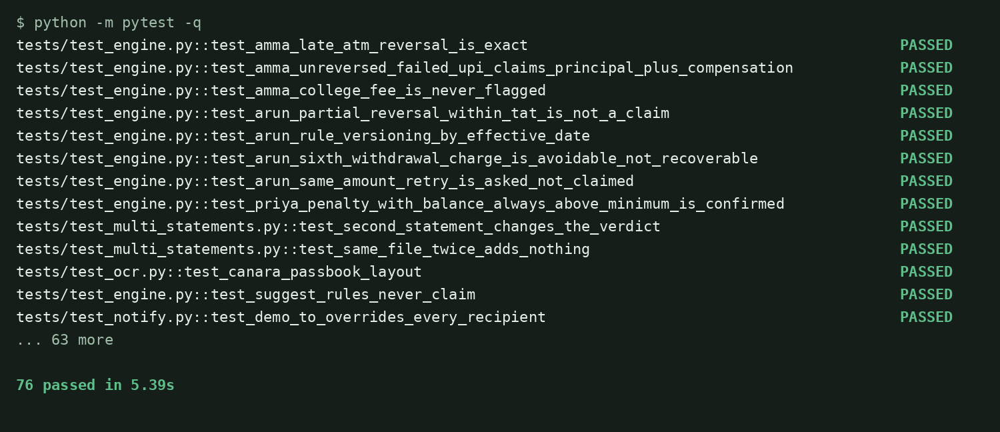 $ python -m pytest -q
tests/test_engine.py::test_amma_late_atm_reversal_is_exact PASSED
tests/test_engine.py::test_amma_unreversed_failed_upi_claims_principal_plus_compensation PASSED
tests/test_engine.py::test_amma_college_fee_is_never_flagged PASSED
tests/test_engine.py::test_arun_partial_reversal_within_tat_is_not_a_claim PASSED
tests/test_engine.py::test_arun_rule_versioning_by_effective_date PASSED
tests/test_engine.py::test_arun_sixth_withdrawal_charge_is_avoidable_not_recoverable PASSED
tests/test_engine.py::test_arun_same_amount_retry_is_asked_not_claimed PASSED
tests/test_engine.py::test_priya_penalty_with_balance_always_above_minimum_is_confirmed PASSED
tests/test_multi_statements.py::test_second_statement_changes_the_verdict PASSED
tests/test_multi_statements.py::test_same_file_twice_adds_nothing PASSED
tests/test_ocr.py::test_canara_passbook_layout PASSED
tests/test_engine.py::test_suggest_rules_never_claim PASSED
tests/test_notify.py::test_demo_to_overrides_every_recipient PASSED
... 63 more
76 passed in 5.39s